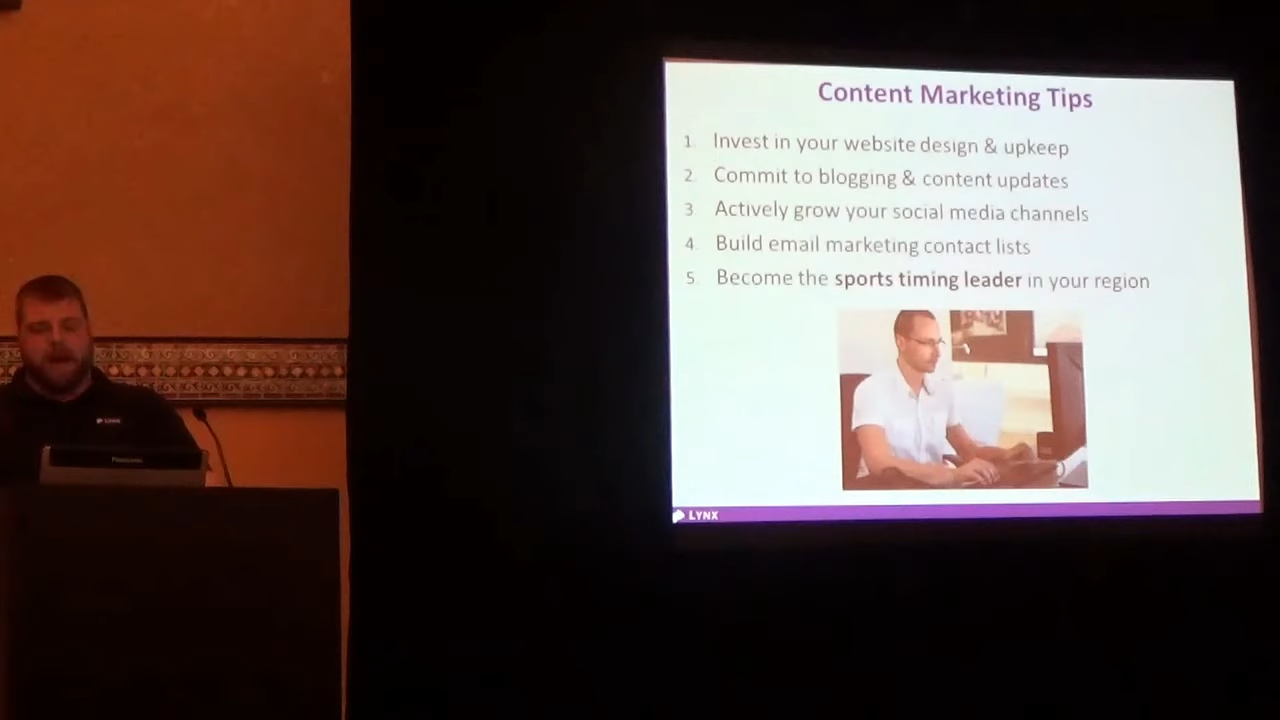 Content Marketing Tips
1. Invest in your website design & upkeep
2. Commit to blogging & content updates
3. Actively grow your social media channels
4. Build email marketing contact lists
5. Become the sports timing leader in your region
LYNX
LYNX
Panasonic